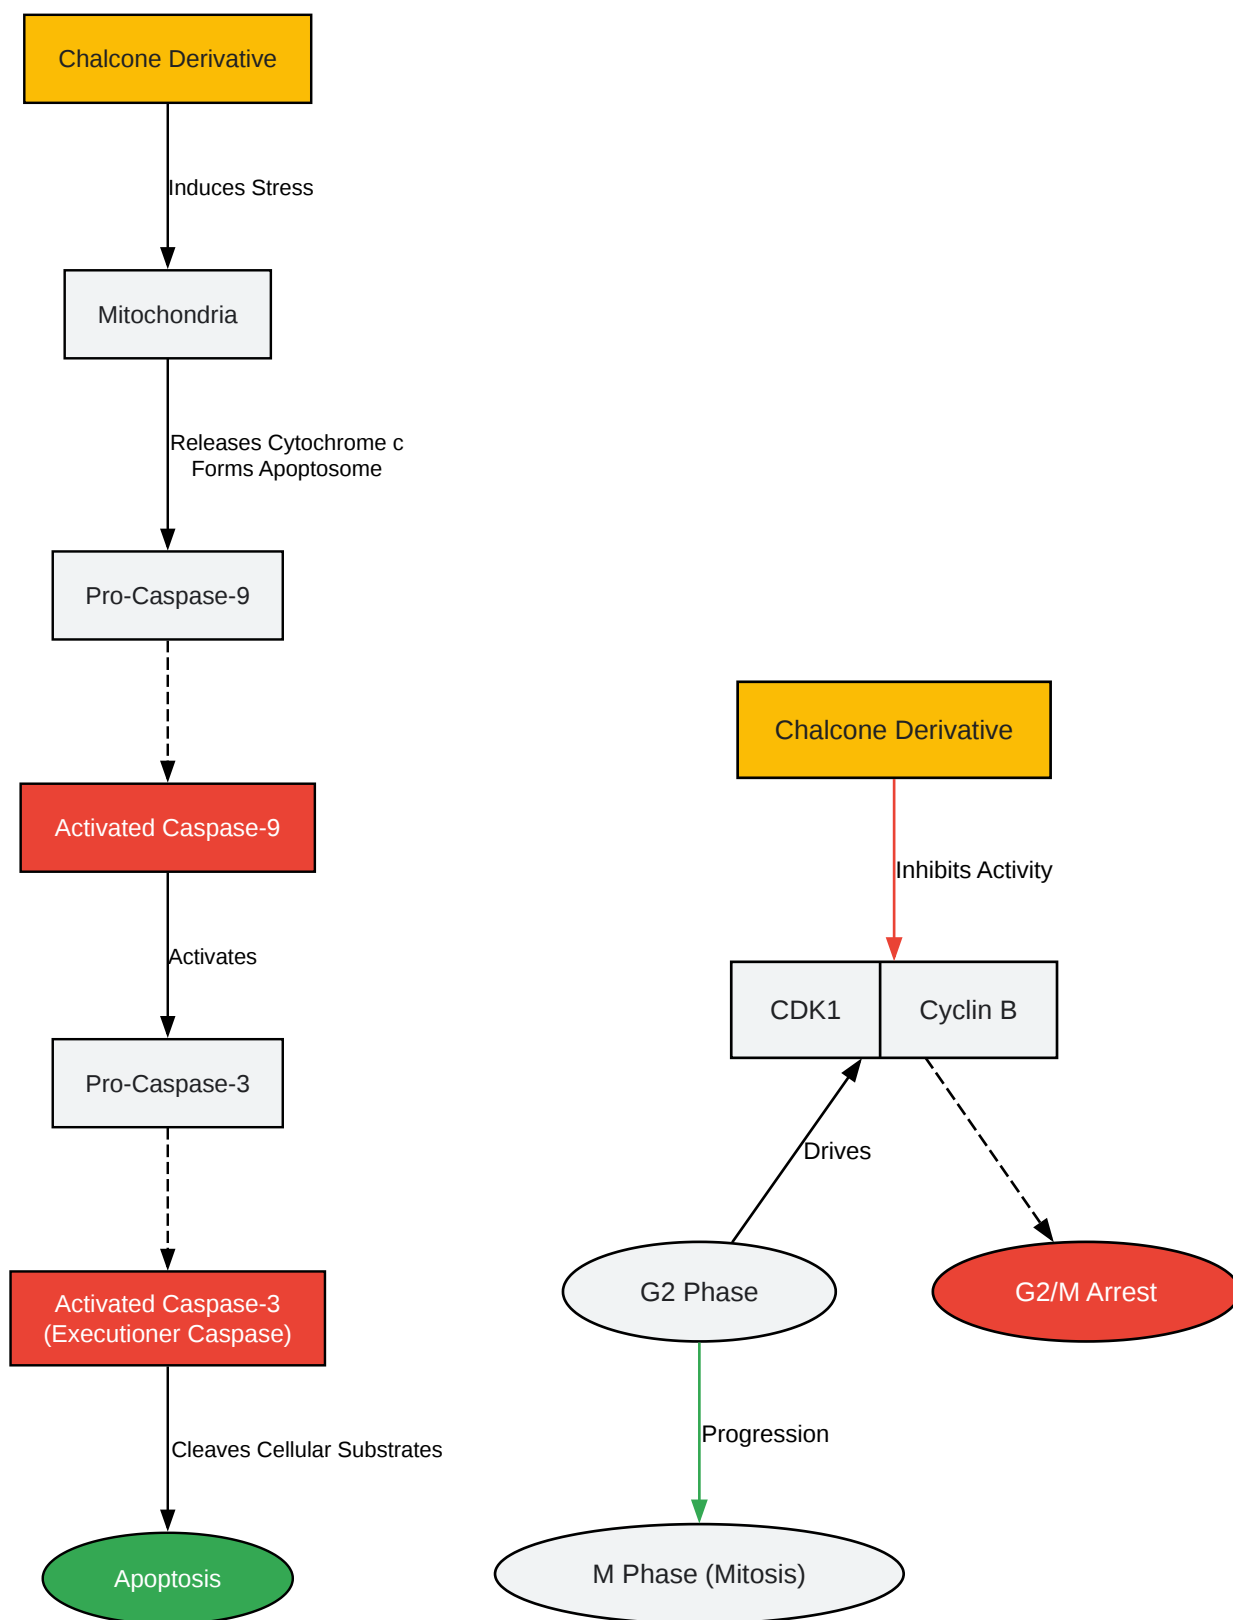 Chalcone Derivative
Induces Stress
Mitochondria
Releases Cytochrome c
Forms Apoptosome
Pro-Caspase-9
Activated Caspase-9
Activates
Pro-Caspase-3
Activated Caspase-3
(Executioner Caspase)
Cleaves Cellular Substrates
Apoptosis
Chalcone Derivative
Inhibits Activity
CDK1
Cyclin B
Drives
G2 Phase
G2/M Arrest
Progression
M Phase (Mitosis)